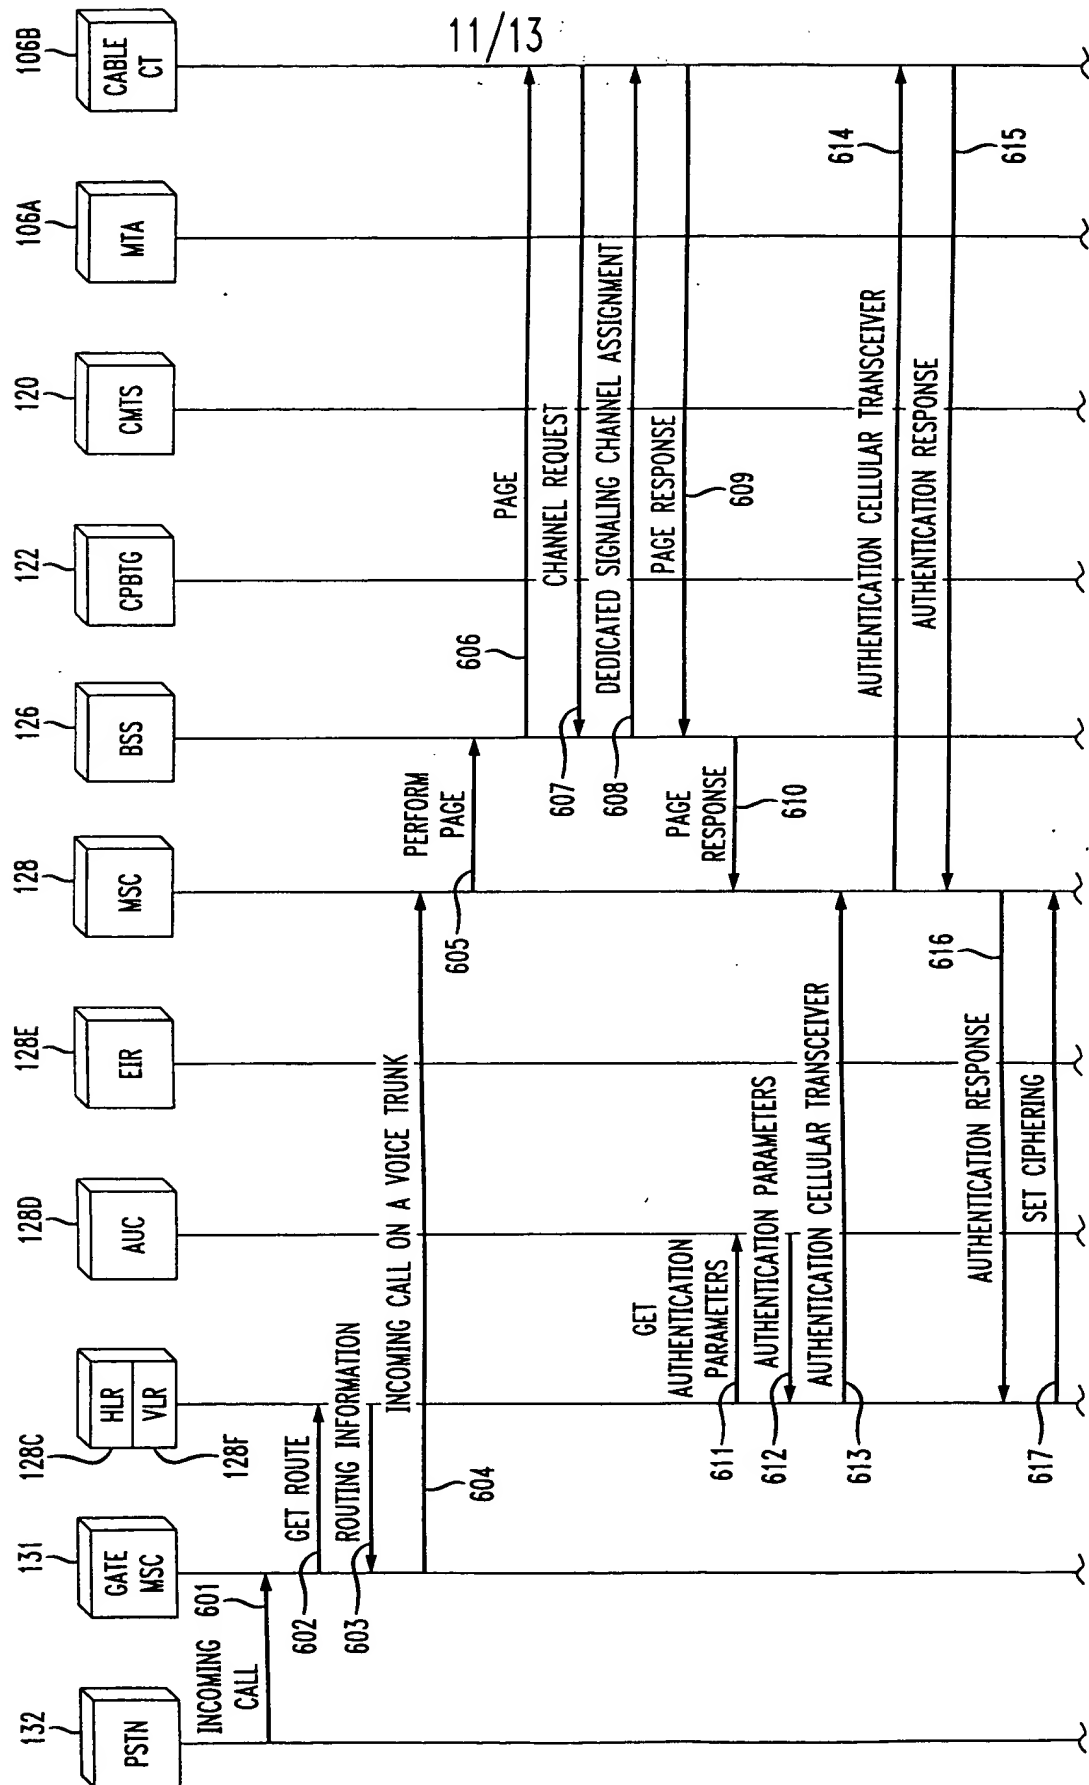 11/13
132
PSTN
131
GATE
MSC
128C
HLR
VLR
128F
128D
AUC
128E
EIR
128
MSC
126
BSS
122
CPBTG
120
CMTS
106A
MTA
106B
CABLE
CT
INCOMING
CALL
601
GET ROUTE
602
ROUTING INFORMATION
603
INCOMING CALL ON A VOICE TRUNK
604
PERFORM
PAGE
605
PAGE
606
CHANNEL REQUEST
607
DEDICATED SIGNALING CHANNEL ASSIGNMENT
608
PAGE RESPONSE
609
PAGE
RESPONSE
610
GET
AUTHENTICATION
PARAMETERS
611
AUTHENTICATION PARAMETERS
612
AUTHENTICATION CELLULAR TRANSCEIVER
613
AUTHENTICATION CELLULAR TRANSCEIVER
614
AUTHENTICATION RESPONSE
615
AUTHENTICATION RESPONSE
616
SET CIPHERING
617